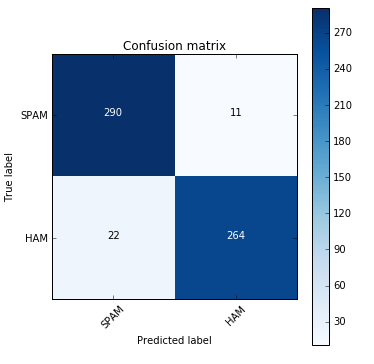 Confusion matrix
True label
SPAM
290
11
HAM
22
264
SPAM
HAM
Predicted label
270
240
210
180
150
120
90
60
30